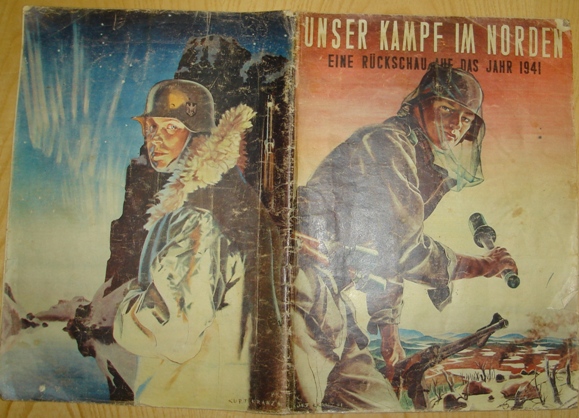 UNSER KAMPF IM NORDEN
EINE RÜCKSCHAU AUF DAS JAHR 1941